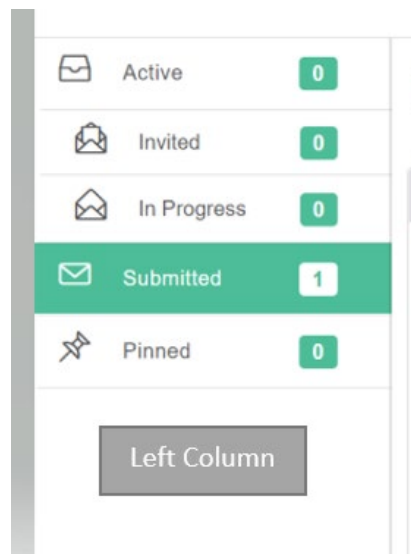 Active 0
Invited 0
In Progress 0
Submitted 1
Pinned 0
Left Column